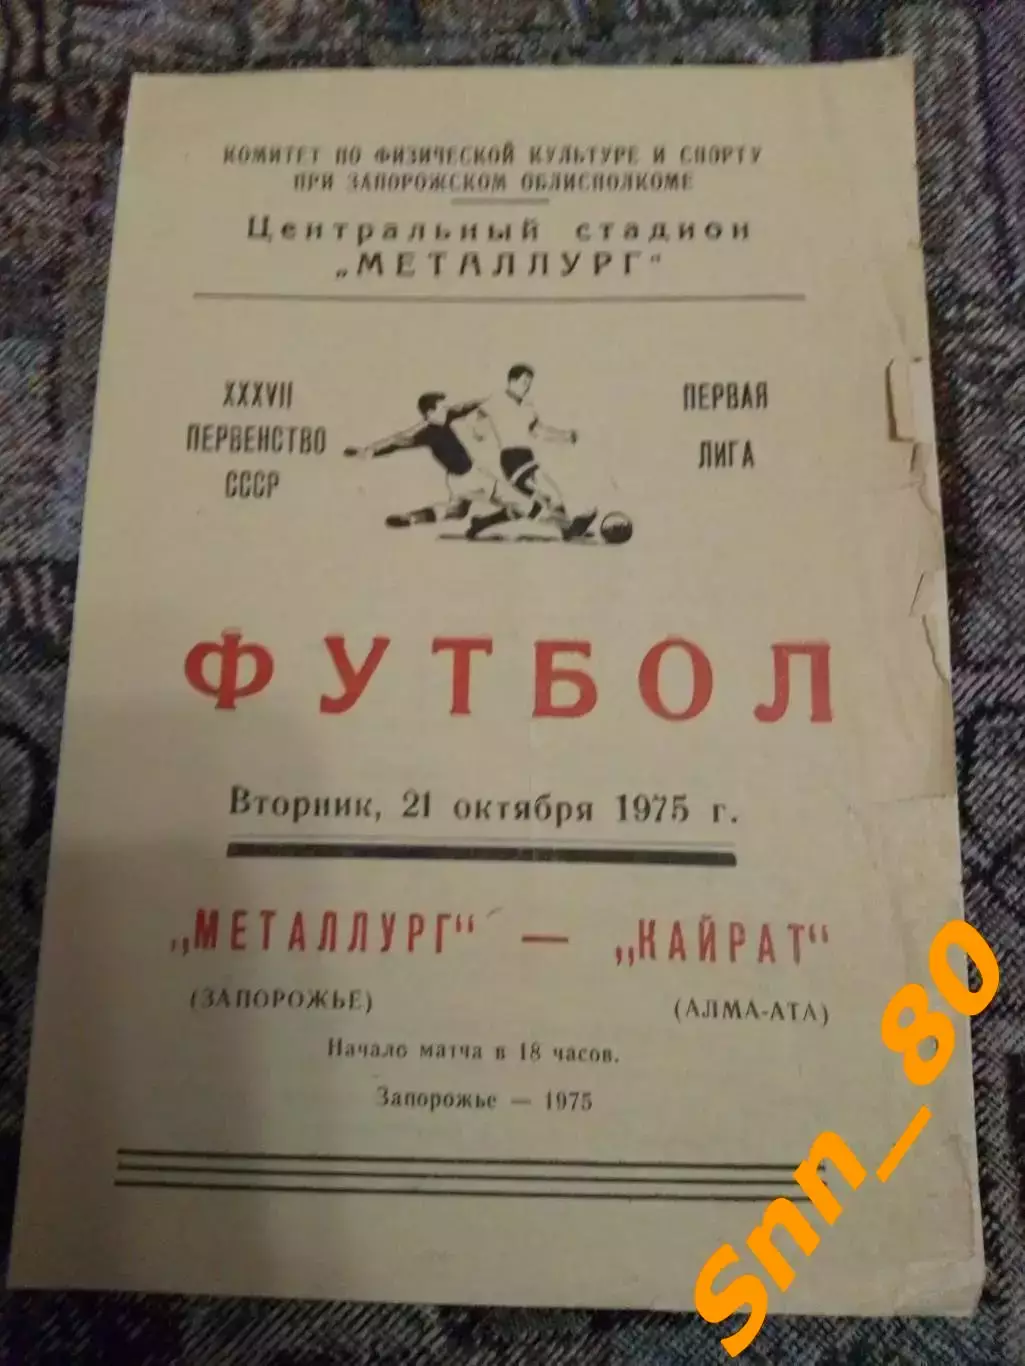 КОМИТЕТ ПО ФИЗИЧЕСКОЙ КУЛЬТУРЕ И СПОРТУ
ПРИ ЗАПОРОЖСКОМ ОБЛИСПОЛКОМЕ
Центральный стадион
„МЕТАЛЛУРГ"
XXXVII
ПЕРВЕНСТВО
СССР
ПЕРВАЯ
ЛИГА
ФУТБОЛ
Вторник, 21 октября 1975 г.
„МЕТАЛЛУРГ" — „КАЙРАТ"
(ЗАПОРОЖЬЕ) (АЛМА-АТА)
Начало матча в 18 часов.
Запорожье — 1975
Snn_80